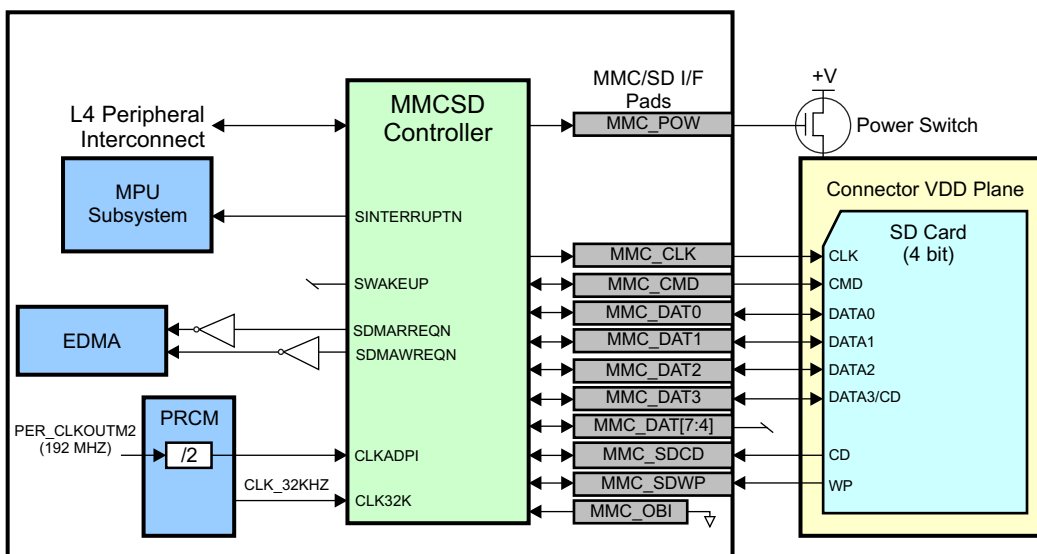 L4 Peripheral
Interconnect
MPU
Subsystem
EDMA
PRCM
PER_CLKOUTM2
(192 MHZ)
/2
CLK_32KHZ
MMCSD
Controller
SINTERRUPTN
SWAKEUP
SDMARREQN
SDMAWREQN
CLKADPI
CLK32K
MMC/SD I/F
Pads
MMC_POW
MMC_CLK
MMC_CMD
MMC_DAT0
MMC_DAT1
MMC_DAT2
MMC_DAT3
MMC_DAT[7:4]
MMC_SDCD
MMC_SDWP
MMC_OBI
+V
Power Switch
Connector VDD Plane
SD Card
(4 bit)
CLK
CMD
DATA0
DATA1
DATA2
DATA3/CD
CD
WP